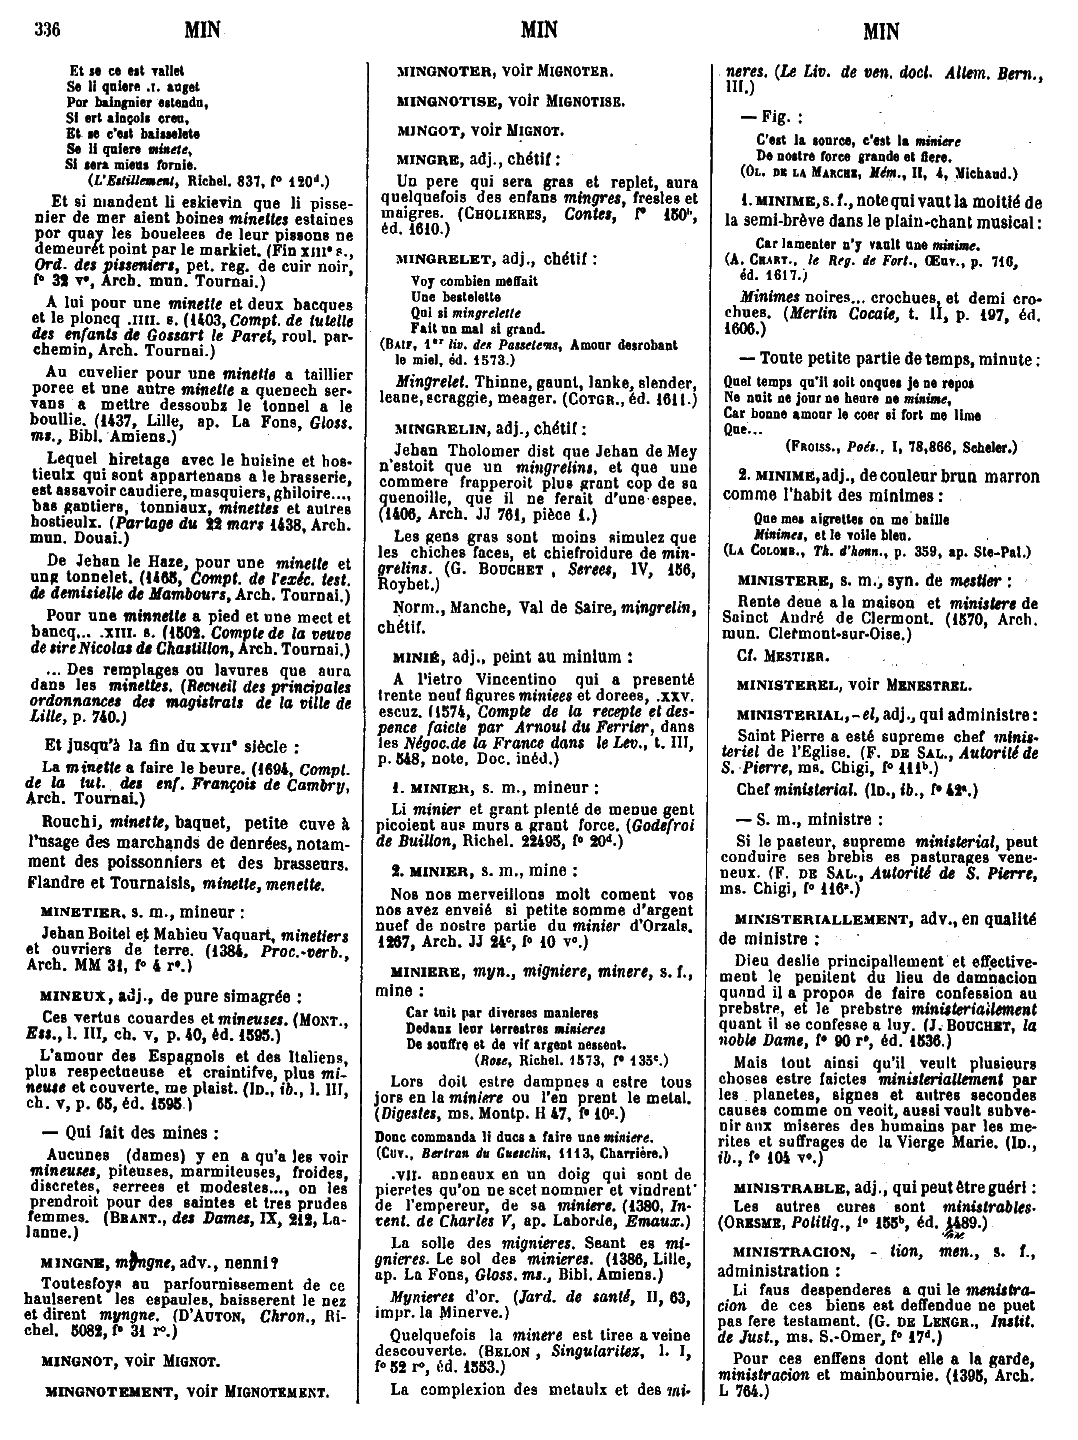 336 MIN MIN MIN
Et se ce est vallet
Se li quiere .I. auget
Por baingnier estendu,
Si ert ainçois creu,
Et se c'est baisselete
Se li quiere minete,
Si sera mieus fornie.
(L'Estillement, Richel. 837, f° 120ᵈ.)
Et si mandent li eskievin que li pisse-
nier de mer aient boines minettes estaines
por quay les bouelees de leur pissons ne
demeurét point par le markiet. (Fin XIIIᵉ s.,
Ord. des pisseniers, pet. reg. de cuir noir,
f° 32 v°, Arch. mun. Tournai.)
A lui pour une minette et deux bacques
et le ploncq .IIII. s. (1403, Compt. de tutelle
des enfants de Gossart le Paret, roul. par-
chemin, Arch. Tournai.)
Au cuvelier pour une minette a taillier
poree et une autre minette a quenech ser-
vans a mettre dessoubz le tonnel a le
boullie. (1437, Lille, ap. La Fons, Gloss.
ms., Bibl. Amiens.)
Lequel hiretage avec le huisine et hos-
tieulx qui sont appartenans a le brasserie,
est assavoir caudiere, masquiers, ghiloire...,
bas gantiers, tonniaux, minettes et autres
hostieulx. (Partage du 22 mars 1438, Arch.
mun. Douai.)
De Jehan le Haze, pour une minette et
ung tonnelet. (1465, Compt. de l'exéc. test.
de demisielle de Mambours, Arch. Tournai.)
Pour une minnette a pied et une mect et
bancq... .XIII. s. (1502. Compte de la veuve
de sire Nicolas de Chastillon, Arch. Tournai.)
... Des remplages ou lavures que aura
dans les minettes. (Recueil des principales
ordonnances des magistrals de la ville de
Lille, p. 740.)
Et jusqu'à la fin du XVIIᵉ siècle :
La minette a faire le beure. (1694, Compt.
de la tut. des enf. François de Cambry,
Arch. Tournai.)
Rouchi, minette, baquet, petite cuve à
l'usage des marchands de denrées, notam-
ment des poissonniers et des brasseurs.
Flandre et Tournaisis, minette, menette.
MINETIER, s. m., mineur :
Jehan Boitel et Mahieu Vaquart, minetiers
et ouvriers de terre. (1384, Proc.-verb.,
Arch. MM 31, f° 4 r°.)
MINEUX, adj., de pure simagrée :
Ces vertus couardes et mineuses. (MONT.,
Ess., l. III, ch. v, p. 40, éd. 1595.)
L'amour des Espagnols et des Italiens,
plus respectueuse et craintifve, plus mi-
neuse et couverte, me plaist. (ID., ib., l. III,
ch. v, p. 65, éd. 1595.)
— Qui fait des mines :
Aucunes (dames) y en a qu'a les voir
mineuses, piteuses, marmiteuses, froides,
discretes, serrees et modestes..., on les
prendroit pour des saintes et tres prudes
femmes. (BRANT., des Dames, IX, 212, La-
lanne.)
MINGNE, mingne, adv., nenni ?
Toutesfoys au parfournissement de ce
haulserent les espaules, baisserent le nez
et dirent myngne. (D'AUTON, Chron., Ri-
chel. 5082, f° 31 r°.)
MINGNOT, voir MIGNOT.
MINGNOTEMENT, voir MIGNOTEMENT.
MINGNOTER, voir MIGNOTER.
MINGNOTISE, voir MIGNOTISE.
MINGOT, voir MIGNOT.
MINGRE, adj., chétif :
Un pere qui sera gras et replet, aura
quelquefois des enfans mingres, fresles et
maigres. (CHOLIERES, Contes, f° 150ᵇ,
éd. 1610.)
MINGRELET, adj., chétif :
Voy combien meffait
Une bestelette
Qui si mingrelette
Fait un mal si grand.
(BAIF, 1ᵉʳ liv. des Passetens, Amour desrobant
le miel, éd. 1573.)
Mingrelet. Thinne, gaunt, lanke, slender,
leane, scraggie, meager. (COTGR., éd. 1611.)
MINGRELIN, adj., chétif :
Jehan Tholomer dist que Jehan de Mey
n'estoit que un mingrelins, et que une
commere frapperoit plus grant cop de sa
quenoille, que il ne ferait d'une espee.
(1406, Arch. JJ 761, pièce 1.)
Les gens gras sont moins simulez que
les chiches faces, et chiefroidure de min-
grelins. (G. BOUCHET , Serees, IV, 156,
Roybet.)
Norm., Manche, Val de Saire, mingrelin,
chétif.
MINIÉ, adj., peint au minium :
A Pietro Vincentino qui a presenté
trente neuf figures miniees et dorees, .XXV.
escuz. (1574, Compte de la recepte et des-
pence faicte par Arnoul du Ferrier, dans
les Négoc. de la France dans le Lev., t. III,
p. 548, note, Doc. inéd.)
1. MINIER, s. m., mineur :
Li minier et grant plenté de menue gent
picoient aus murs a grant force. (Godefroi
de Buillon, Richel. 22495, f° 20ᵈ.)
2. MINIER, s. m., mine :
Nos nos merveillons molt coment vos
nos avez enveié si petite somme d'argent
nuef de nostre partie du minier d'Orzals.
1267, Arch. JJ 24ᶜ, f° 10 v°.)
MINIERE, myn., migniere, minere, s. f.,
mine :
Car tuit par diverses manieres
Dedans leur terrestres minieres
De souffre et de vif argent nessent.
(Rose, Richel. 1573, f° 135ᶜ.)
Lors doit estre dampnes a estre tous
jors en la miniere ou l'en prent le metal.
(Digestes, ms. Montp. H 47, f° 10ᶜ.)
Donc commanda li ducs a faire une miniere.
(CUV., Bertran du Guesclin, 1113, Charrière.)
.VII. anneaux en un doig qui sont de
pieretes qu'on ne scet nommer et vindrent
de l'empereur, de sa miniere. (1380, In-
vent. de Charles V, ap. Laborde, Emaux.)
La solle des mignieres. Seant es mi-
gnieres. Le sol des minieres. (1386, Lille,
ap. La Fons, Gloss. ms., Bibl. Amiens.)
Mynieres d'or. (Jard. de santé, II, 63,
impr. la Minerve.)
Quelquefois la minere est tiree a veine
descouverte. (BELON , Singularitez, l. I,
f° 52 r°, éd. 1553.)
La complexion des metaulx et des mi-
neres. (Le Liv. de ven. doct. Allem. Bern.,
III.)
— Fig. :
C'est la source, c'est la miniere
De nostre force grande et fiere.
(OL. DE LA MARCHE, Mém., II, 4, Michaud.)
1. MINIME, s. f., note qui vaut la moitié de
la semi-brève dans le plain-chant musical :
Car lamenter n'y vault une minime.
(A. CHART., le Reg. de Fort., Œuv., p. 716,
éd. 1617.)
Minimes noires... crochues, et demi cro-
chues. (Merlin Cocaie, t. II, p. 197, éd.
1606.)
— Toute petite partie de temps, minute :
Quel temps qu'il soit onques je ne repos
Ne nuit ne jour ne heure ne minime,
Car bonne amour le coer si fort me lime
Que...
(FROISS., Poés., I, 78,866, Scheler.)
2. MINIME, adj., de couleur brun marron
comme l'habit des minimes :
Que mes aigrettes on me baille
Minimes, et le voile bleu.
(LA COLOMB., Th. d'honn., p. 359, ap. Ste-Pal.)
MINISTERE, s. m., syn. de mestier :
Rente deue a la maison et ministere de
Sainct André de Clermont. (1570, Arch.
mun. Clermont-sur-Oise.)
Cf. MESTIER.
MINISTEREL, voir MENESTREL.
MINISTERIAL, -el, adj., qui administre :
Saint Pierre a esté supreme chef minis-
teriel de l'Eglise. (F. DE SAL., Autorité de
S. Pierre, ms. Chigi, f° 111ᵇ.)
Chef ministerial. (ID., ib., f° 42ᵃ.)
— S. m., ministre :
Si le pasteur, supreme ministerial, peut
conduire ses brebis es pasturages vene-
neux. (F. DE SAL., Autorité de S. Pierre,
ms. Chigi, f° 116ᵃ.)
MINISTERIALLEMENT, adv., en qualité
de ministre :
Dieu deslie principallement et effective-
ment le penitent du lieu de damnacion
quand il a propos de faire confession au
prebstre, et le prebstre ministeriallement
quant il se confesse a luy. (J. BOUCHET, la
noble Dame, f° 90 r°, éd. 1536.)
Mais tout ainsi qu'il veult plusieurs
choses estre faictes ministeriallement par
les planetes, signes et autres secondes
causes comme on veoit, aussi vault subve-
nir aux miseres des humains par les me-
rites et suffrages de la Vierge Marie. (ID.,
ib., f° 104 v°.)
MINISTRABLE, adj., qui peut être guéri :
Les autres cures sont ministrables.
(ORESME, Politiq., f° 155ᵇ, éd. 1489.)
MINISTRACION, - tion, men., s. f.,
administration :
Li faus despenderes a qui le menistra-
cion de ces biens est deffendue ne puet
pas fere testament. (G. DE LENGR., Instit.
de Just., ms. S.-Omer, f° 17ᵈ.)
Pour ces enffens dont elle a la garde,
ministracion et mainbournie. (1395, Arch.
L 764.)